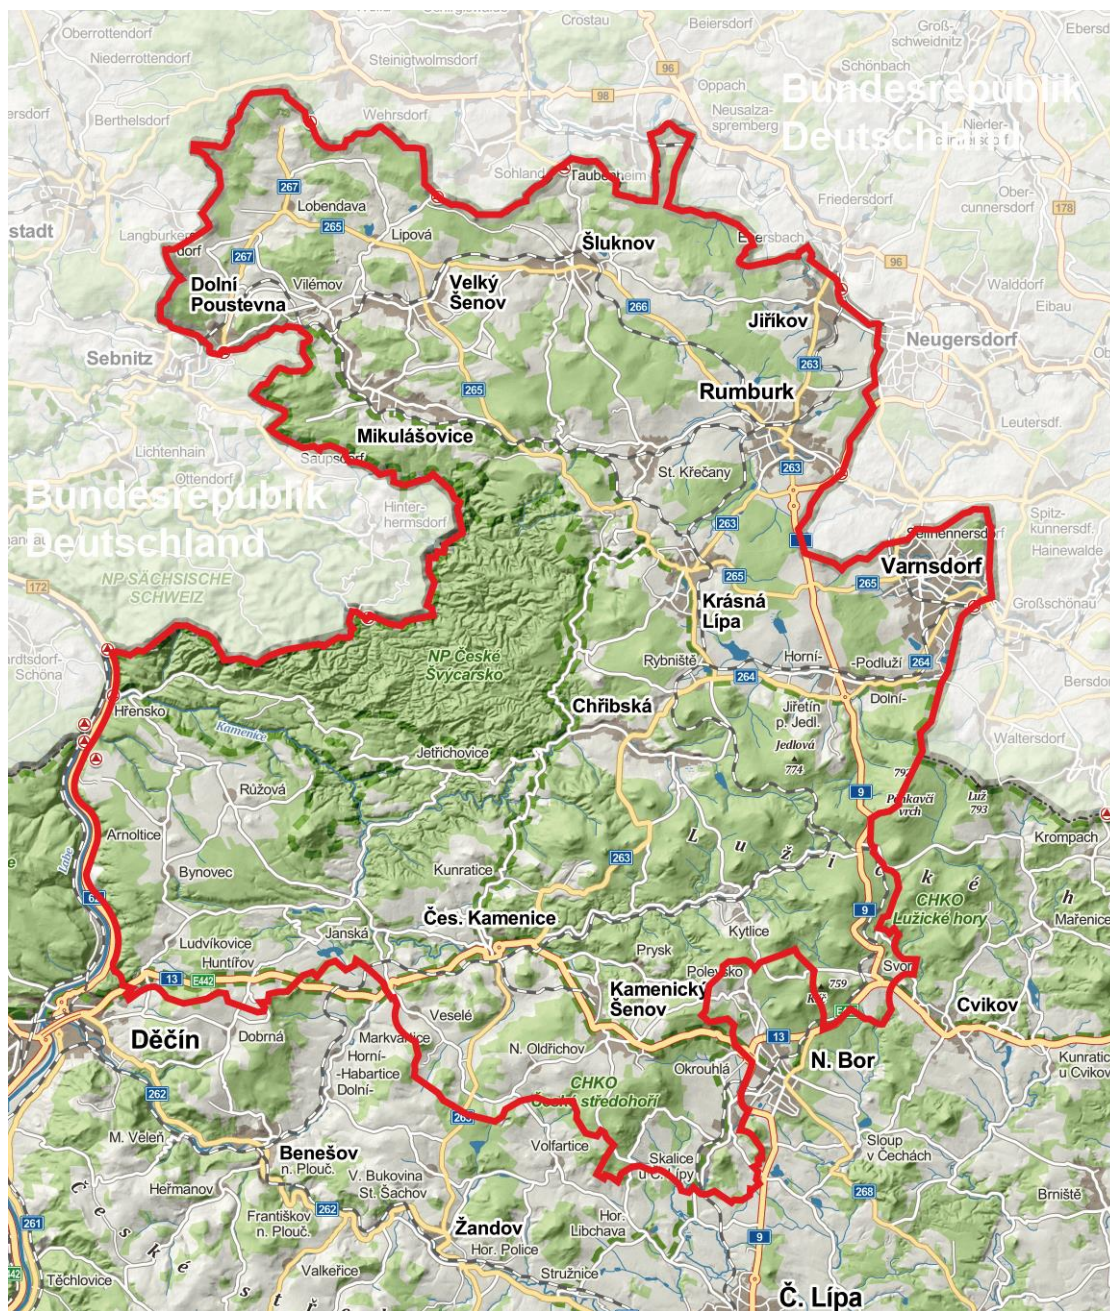 Oberrottendorf
Crostau
Beiersdorf
Groß-
schweidnitz
Niederrottendorf
Steinigtwolmsdorf
96
Schönbach
Oppach
98
Bundesrepublik
Deutschland
Berthelsdorf
Wehrsdorf
Neusalza-
spremberg
Sohland
Taubenheim
267
Lobendava
265
Lipová
Friedersdorf
Ober-
cunnersdorf
178
stadt
Šluknov
96
267
Dolní
Poustevna
Vilémov
Velký
Šenov
266
Walddorf
Eibau
Jiříkov
Neugersdorf
Sebnitz
263
265
Rumburk
Leutersdf.
Mikulášovice
Lichtenhain
Saupsdorf
Ottendorf
St. Křečany
263
Bundesrepublik
Deutschland
Hinter-
hermsdorf
263
Spitz-
kunnersdf.
Seifhennersdorf
Hainewalde
Varnsdorf
172
NP SÄCHSISCHE
SCHWEIZ
265
265
Krásná
Lípa
Großschönau
NP České
Švýcarsko
Rybniště
Horní-
-Podluží
264
264
Schöna
Dolní-
Hřensko
Chřibská
Jiřetín
p. Jedl.
Kamenice
Jetřichovice
Jedlová
774
Waltersdorf
Růžová
9
Pěnkavčí
vrch
Luž
793
Arnoltice
Labe
Krompach
Bynovec
Kunratice
263
Lužické h
CHKO
Lužické hory
Mařenice
9
Čes. Kamenice
Ludvíkovice
Janská
Kytlice
Huntířov
Prysk
13
E442
Polevsko
Svor
759
Kamenický
Šenov
Cvikov
Děčín
Dobrná
Veselé
Markvartice
N. Oldřichov
13
N. Bor
Horní-
-Habartice
Dolní-
Okrouhlá
Kunratic
u Cvikov
262
CHKO
České středohoří
M. Veleň
Benešov
n. Plouč.
Volfartice
Skalice
u Č. Lípy
Sloup
v Čechách
Heřmanov
V. Bukovina
St. Šachov
268
Brniště
261
Františkov
n. Plouč.
262
Žandov
Hor.
Libchava
9
Hor. Police
Těchlovice
Valkeřice
Stružnice
Č. Lípa